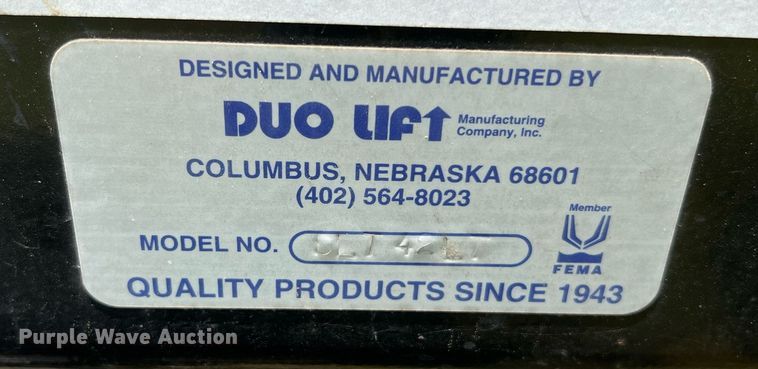 DESIGNED AND MANUFACTURED BY
DUO LIFT Manufacturing Company, Inc.
COLUMBUS, NEBRASKA 68601
(402) 564-8023
Member
MODEL NO.
FEMA
QUALITY PRODUCTS SINCE 1943
Purple Wave Auction